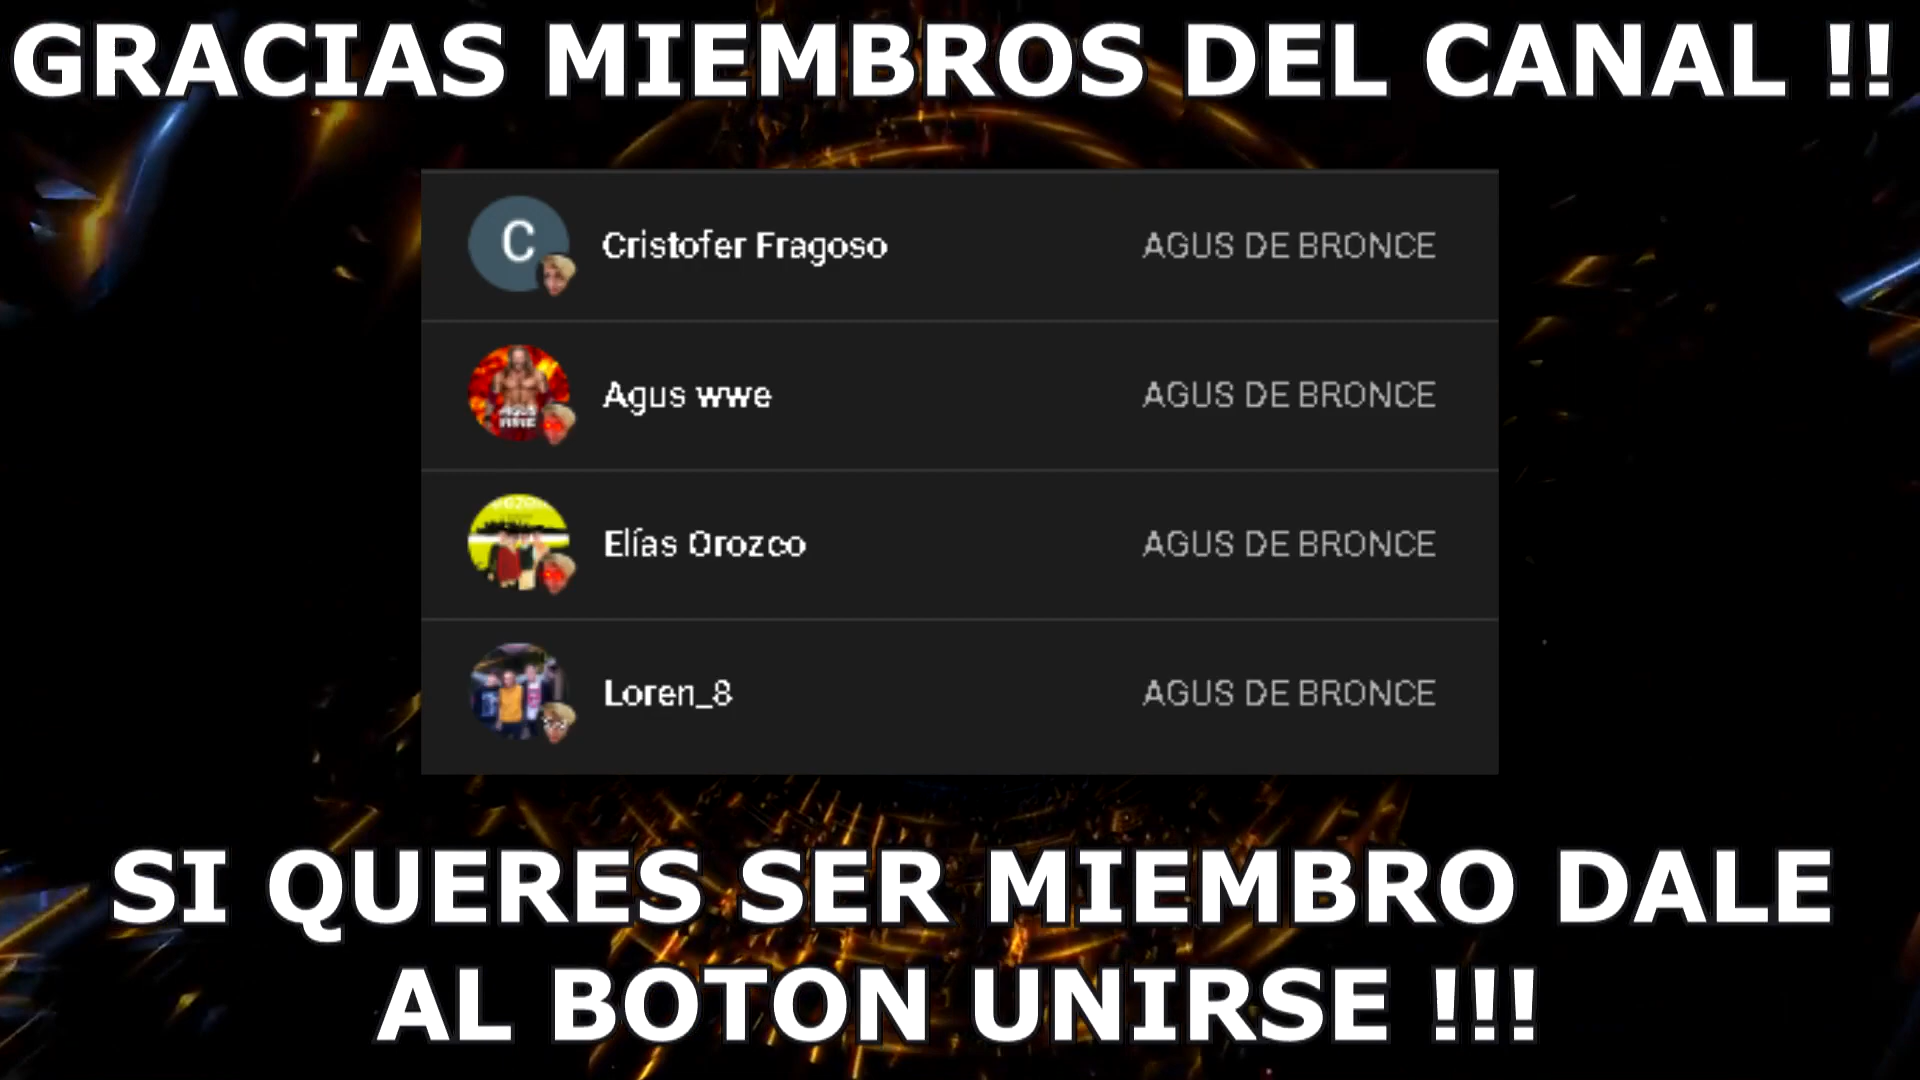 GRACIAS MIEMBROS DEL CANAL !!
C
Cristofer Fragoso AGUS DE BRONCE
Agus wwe AGUS DE BRONCE
Elías Orozco AGUS DE BRONCE
Loren_8 AGUS DE BRONCE
SI QUERES SER MIEMBRO DALE
AL BOTON UNIRSE !!!